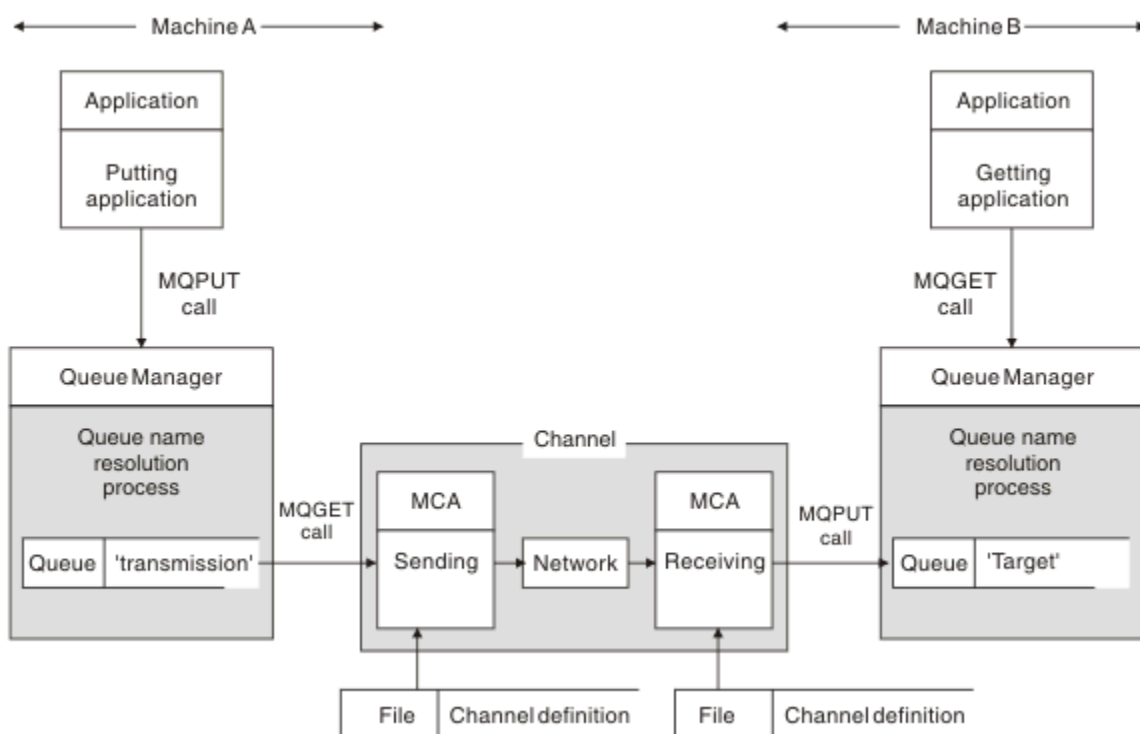 Machine A
Machine B
Application
Putting
application
Application
Getting
application
MQPUT
call
MQGET
call
Queue Manager
Queue name
resolution
process
Queue 'transmission'
MQGET
call
Channel
MCA
Sending
Network
MCA
Receiving
MQPUT
call
Queue Manager
Queue name
resolution
process
Queue 'Target'
File Channel definition
File Channel definition